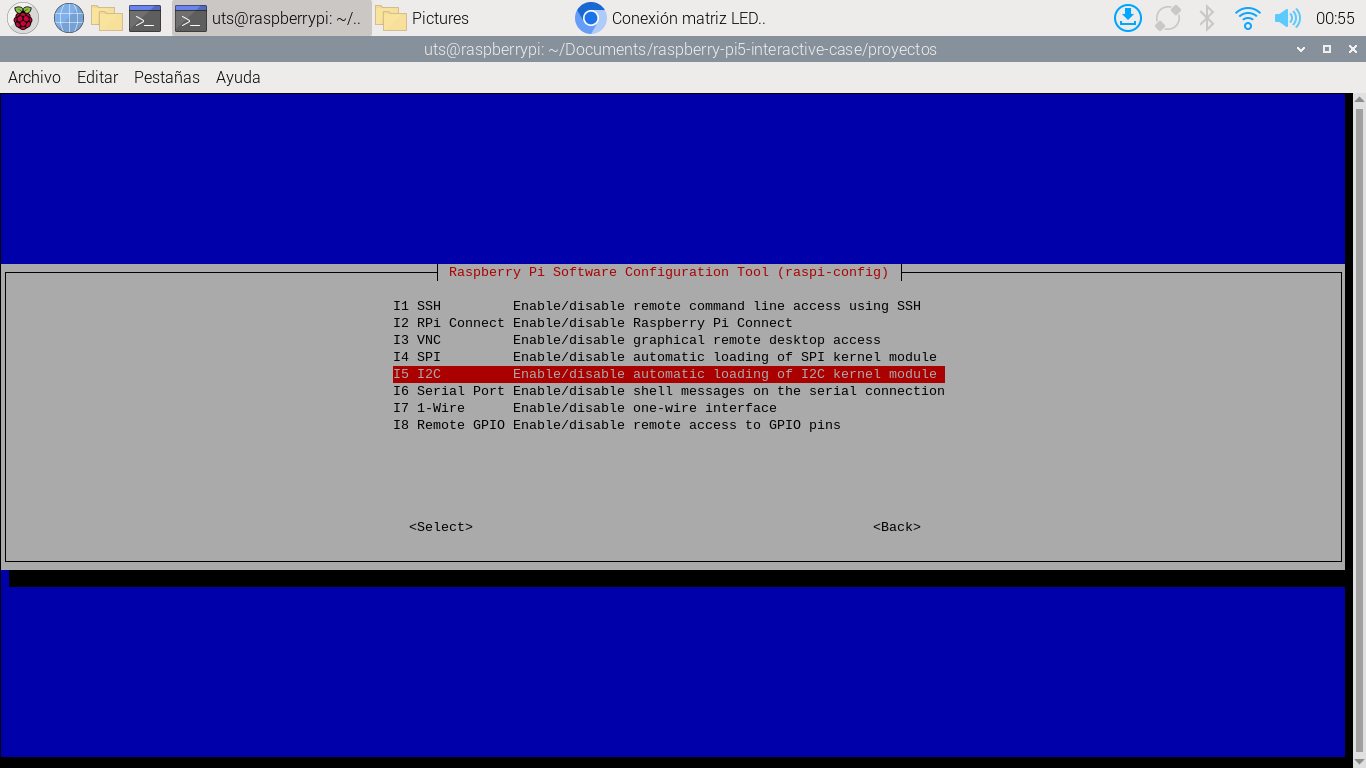 uts@raspberrypi: ~/.. Pictures Conexión matriz LED.. 00:55
uts@raspberrypi: ~/Documents/raspberry-pi5-interactive-case/proyectos
Archivo Editar Pestañas Ayuda
Raspberry Pi Software Configuration Tool (raspi-config)
I1 SSH Enable/disable remote command line access using SSH
I2 RPi Connect Enable/disable Raspberry Pi Connect
I3 VNC Enable/disable graphical remote desktop access
I4 SPI Enable/disable automatic loading of SPI kernel module
I5 I2C Enable/disable automatic loading of I2C kernel module
I6 Serial Port Enable/disable shell messages on the serial connection
I7 1-Wire Enable/disable one-wire interface
I8 Remote GPIO Enable/disable remote access to GPIO pins
<Select> <Back>